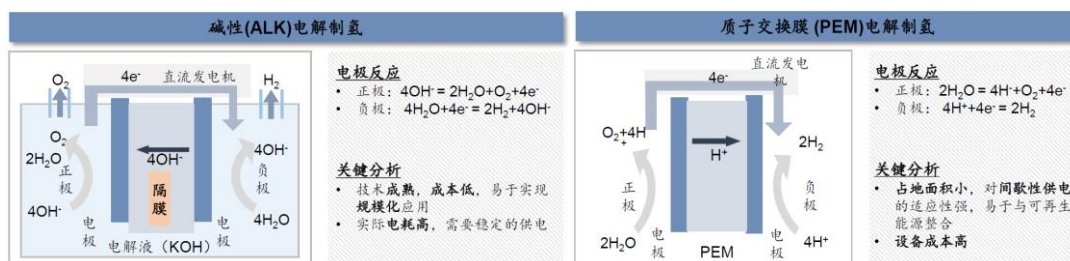 碱性(ALK)电解制氢
O₂
4e⁻
直流发电机
H₂
O₂
2H₂O
4OH⁻
正极
电极
4OH⁻
隔膜
电解液（KOH）
4OH⁻
4H₂O
负极
电极
电极反应
• 正极：4OH⁻ = 2H₂O+O₂+4e⁻
• 负极：4H₂O+4e⁻ = 2H₂+4OH⁻
关键分析
• 技术成熟，成本低，易于实现
规模化应用
• 实际电耗高，需要稳定的供电
质子交换膜 (PEM)电解制氢
直流发电
机
4e⁻
O₂+4H
+
H⁺
2H₂
正极
电极
2H₂O
PEM
负极
电极
4H⁺
电极反应
• 正极：2H₂O = 4H⁺+O₂+4e⁻
• 负极：4H⁺+4e⁻ = 2H₂
关键分析
• 占地面积小，对间歇性供电
的适应性强，易于与可再生
能源整合
• 设备成本高